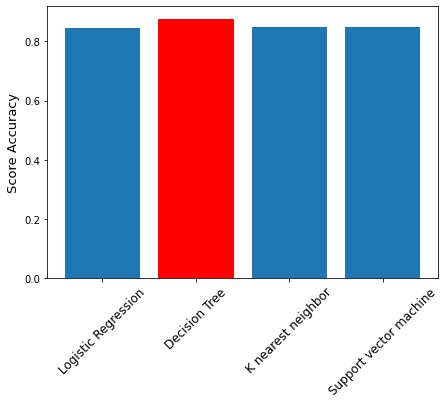 Score Accuracy
0.8
0.6
0.4
0.2
0.0
Logistic Regression
Decision Tree
K nearest neighbor
Support vector machine